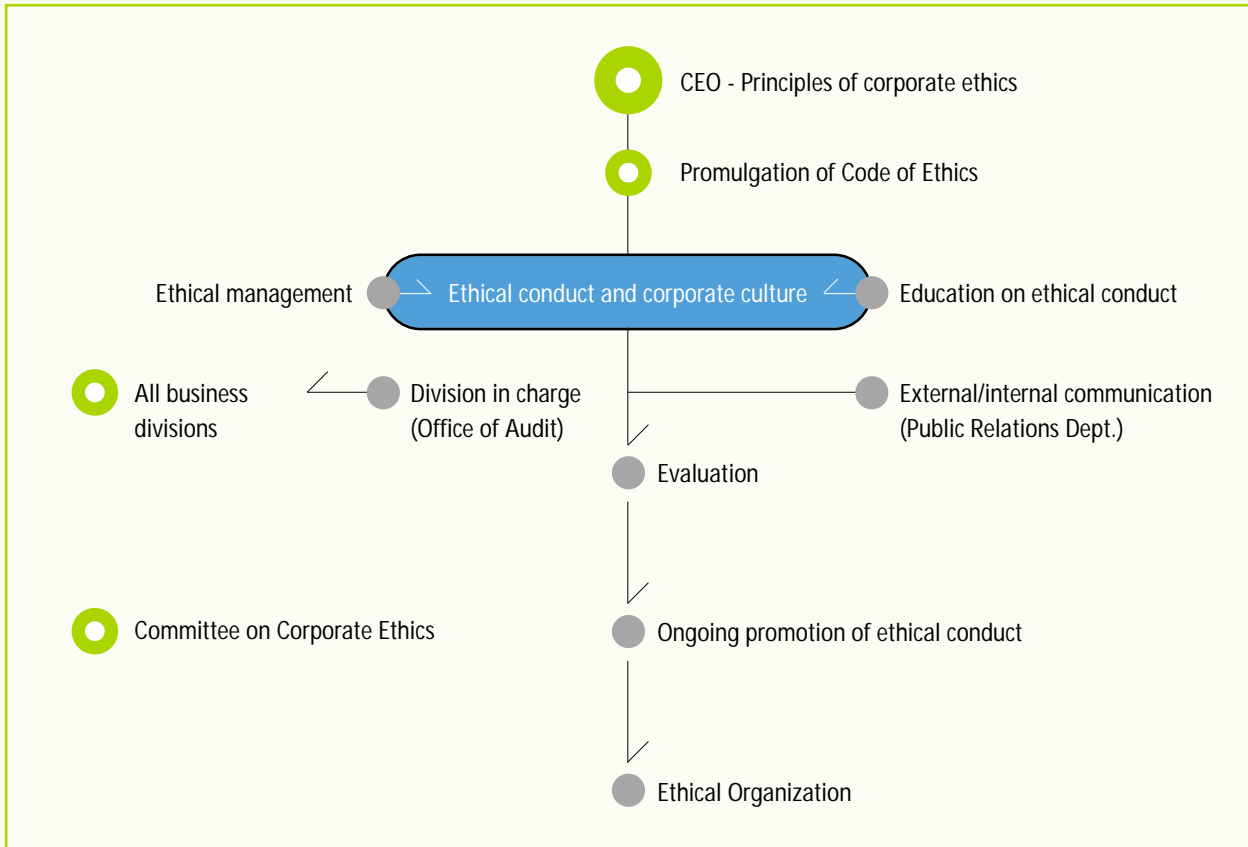 CEO - Principles of corporate ethics
Promulgation of Code of Ethics
Ethical management
Ethical conduct and corporate culture
Education on ethical conduct
All business
divisions
Division in charge
(Office of Audit)
External/internal communication
(Public Relations Dept.)
Evaluation
Committee on Corporate Ethics
Ongoing promotion of ethical conduct
Ethical Organization